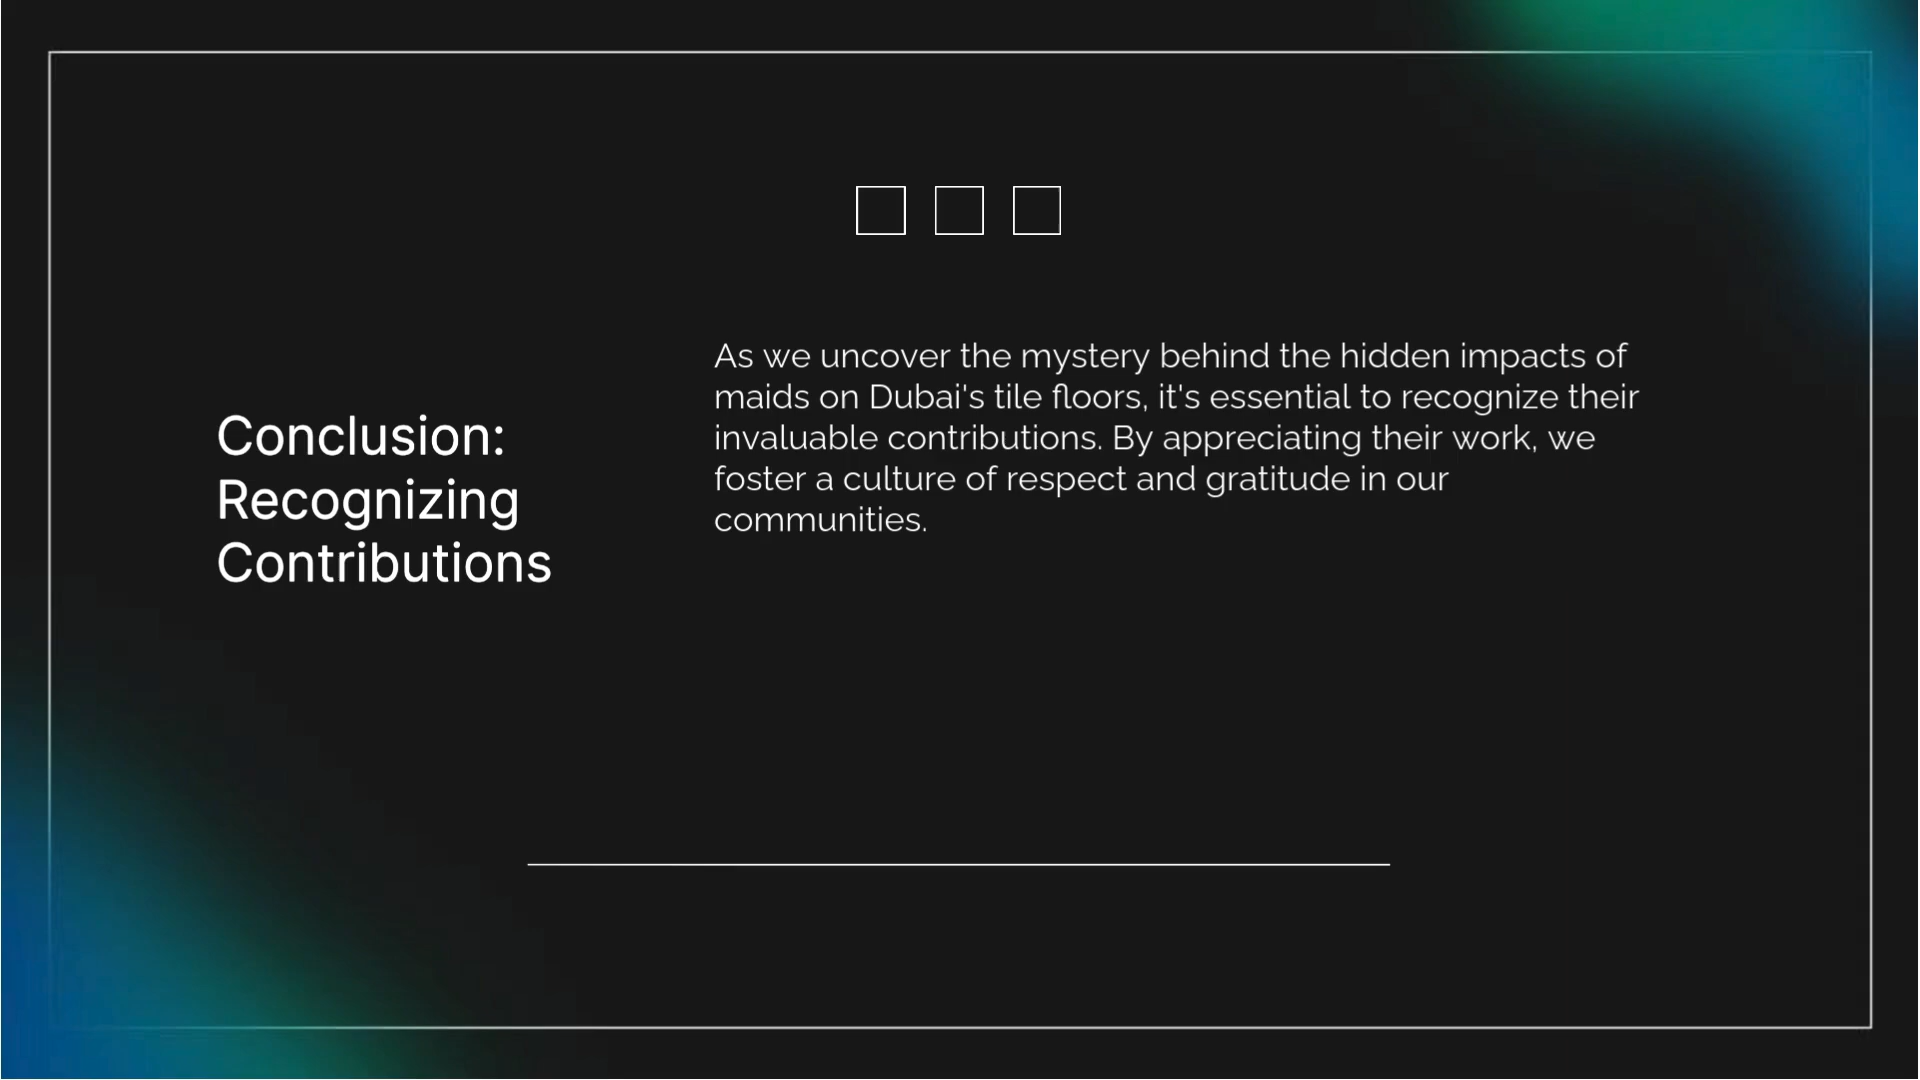 Conclusion:
Recognizing
Contributions
As we uncover the mystery behind the hidden impacts of
maids on Dubai's tile floors, it's essential to recognize their
invaluable contributions. By appreciating their work, we
foster a culture of respect and gratitude in our
communities.